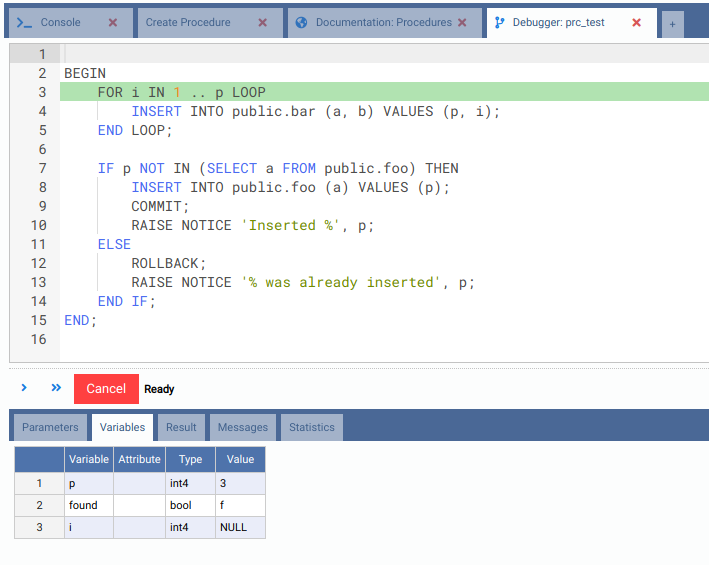 Console Create Procedure Documentation: Procedures Debugger: prc_test +
1
2 BEGIN
3 FOR i IN 1 .. p LOOP
4 INSERT INTO public.bar (a, b) VALUES (p, i);
5 END LOOP;
6
7 IF p NOT IN (SELECT a FROM public.foo) THEN
8 INSERT INTO public.foo (a) VALUES (p);
9 COMMIT;
10 RAISE NOTICE 'Inserted %', p;
11 ELSE
12 ROLLBACK;
13 RAISE NOTICE '% was already inserted', p;
14 END IF;
15 END;
16
Cancel Ready
Parameters Variables Result Messages Statistics
Variable Attribute Type Value
1 p int4 3
2 found bool f
3 i int4 NULL